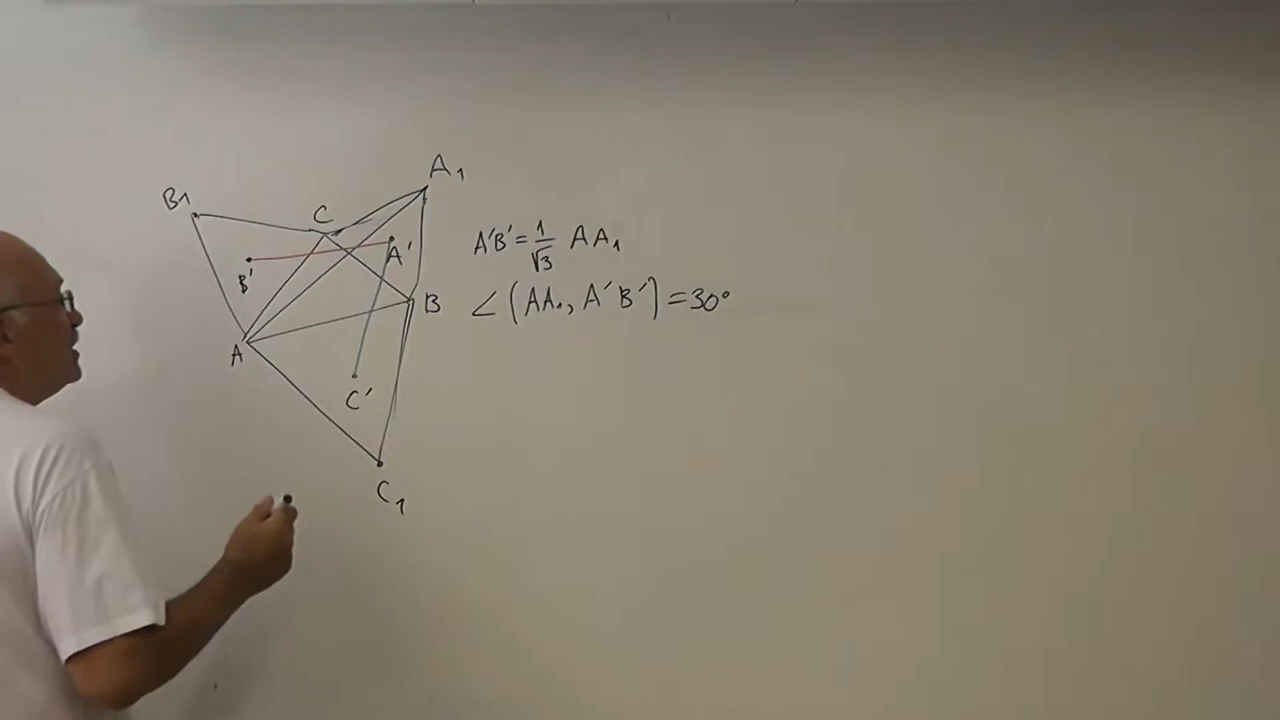 A₁
B₁
C
A'
B'
B
A
C'
C₁
A'B' = 1/√3 AA₁
∠(AA₁, A'B') = 30°